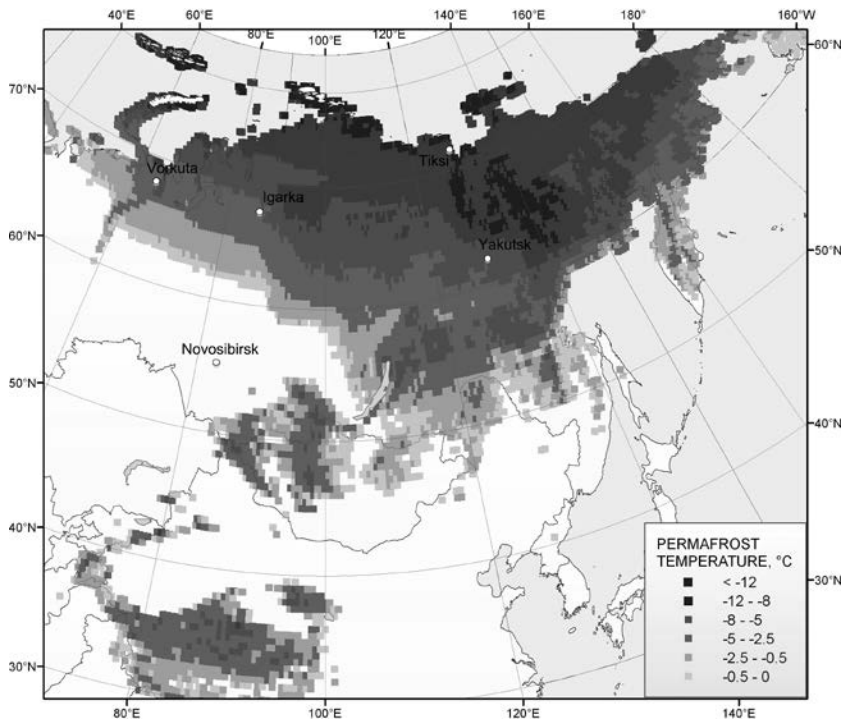 40°E 60°E 80°E 100°E 120°E 140°E 180° 160°W
60°N
70°N
Vorkuta
Tiksi
Igarka
60°N
50°N
Yakutsk
Novosibirsk
50°N
40°N
40°N
PERMAFROST
TEMPERATURE, °C
< -12
-12 - -8
-8 - -5
-5 - -2.5
-2.5 - -0.5
-0.5 - 0
30°N
30°N
80°E 100°E 120°E 140°E